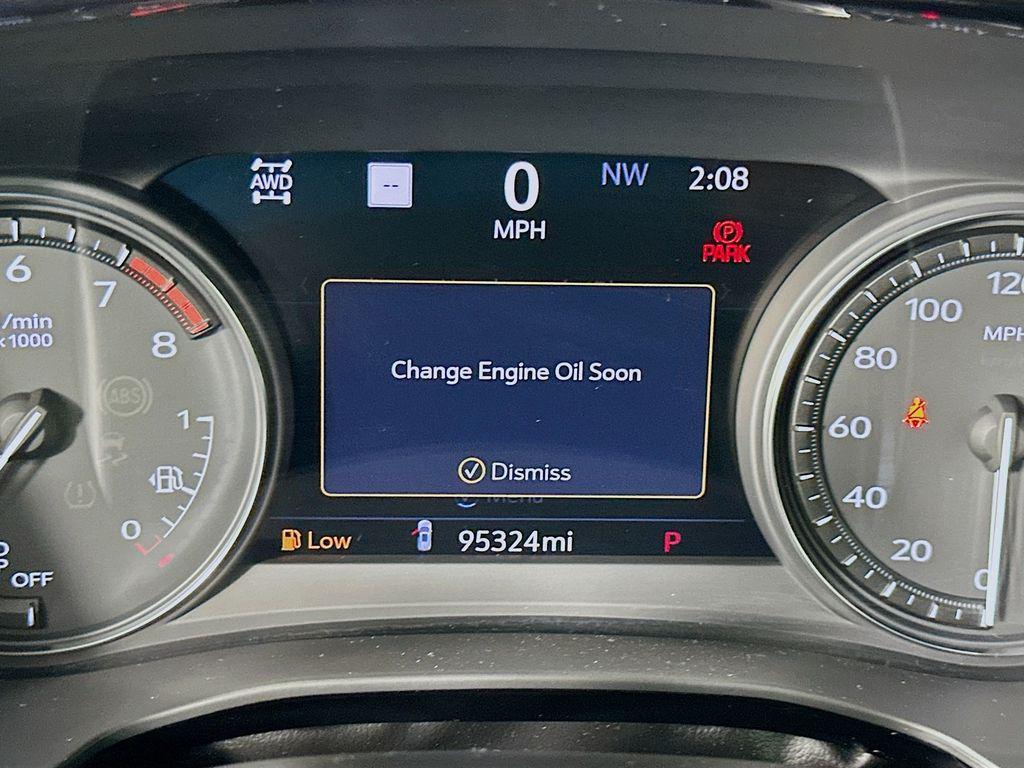 AWD
--
0
MPH
NW
2:08
P
PARK
6
7
8
/min
x1000
ABS
1
0
OFF
Change Engine Oil Soon
Dismiss
Menu
Low
95324mi
P
120
100
MPH
80
60
40
20
0